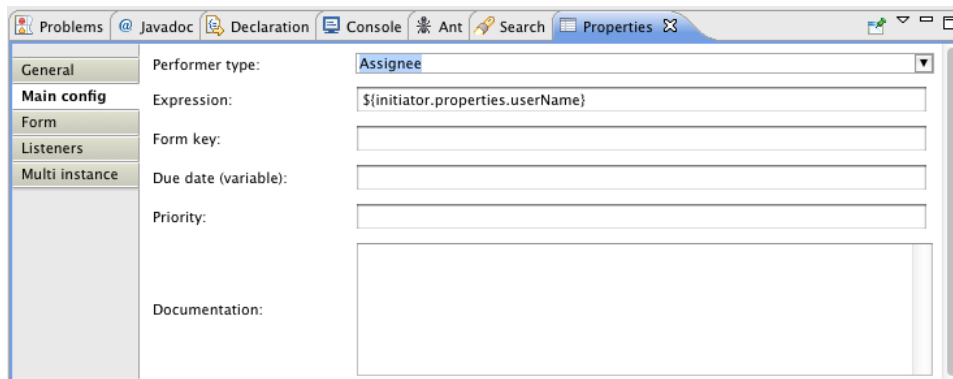 Problems @ Javadoc Declaration Console Ant Search Properties
General
Performer type:
Assignee
Main config
Expression:
${initiator.properties.userName}
Form
Form key:
Listeners
Multi instance
Due date (variable):
Priority:
Documentation: